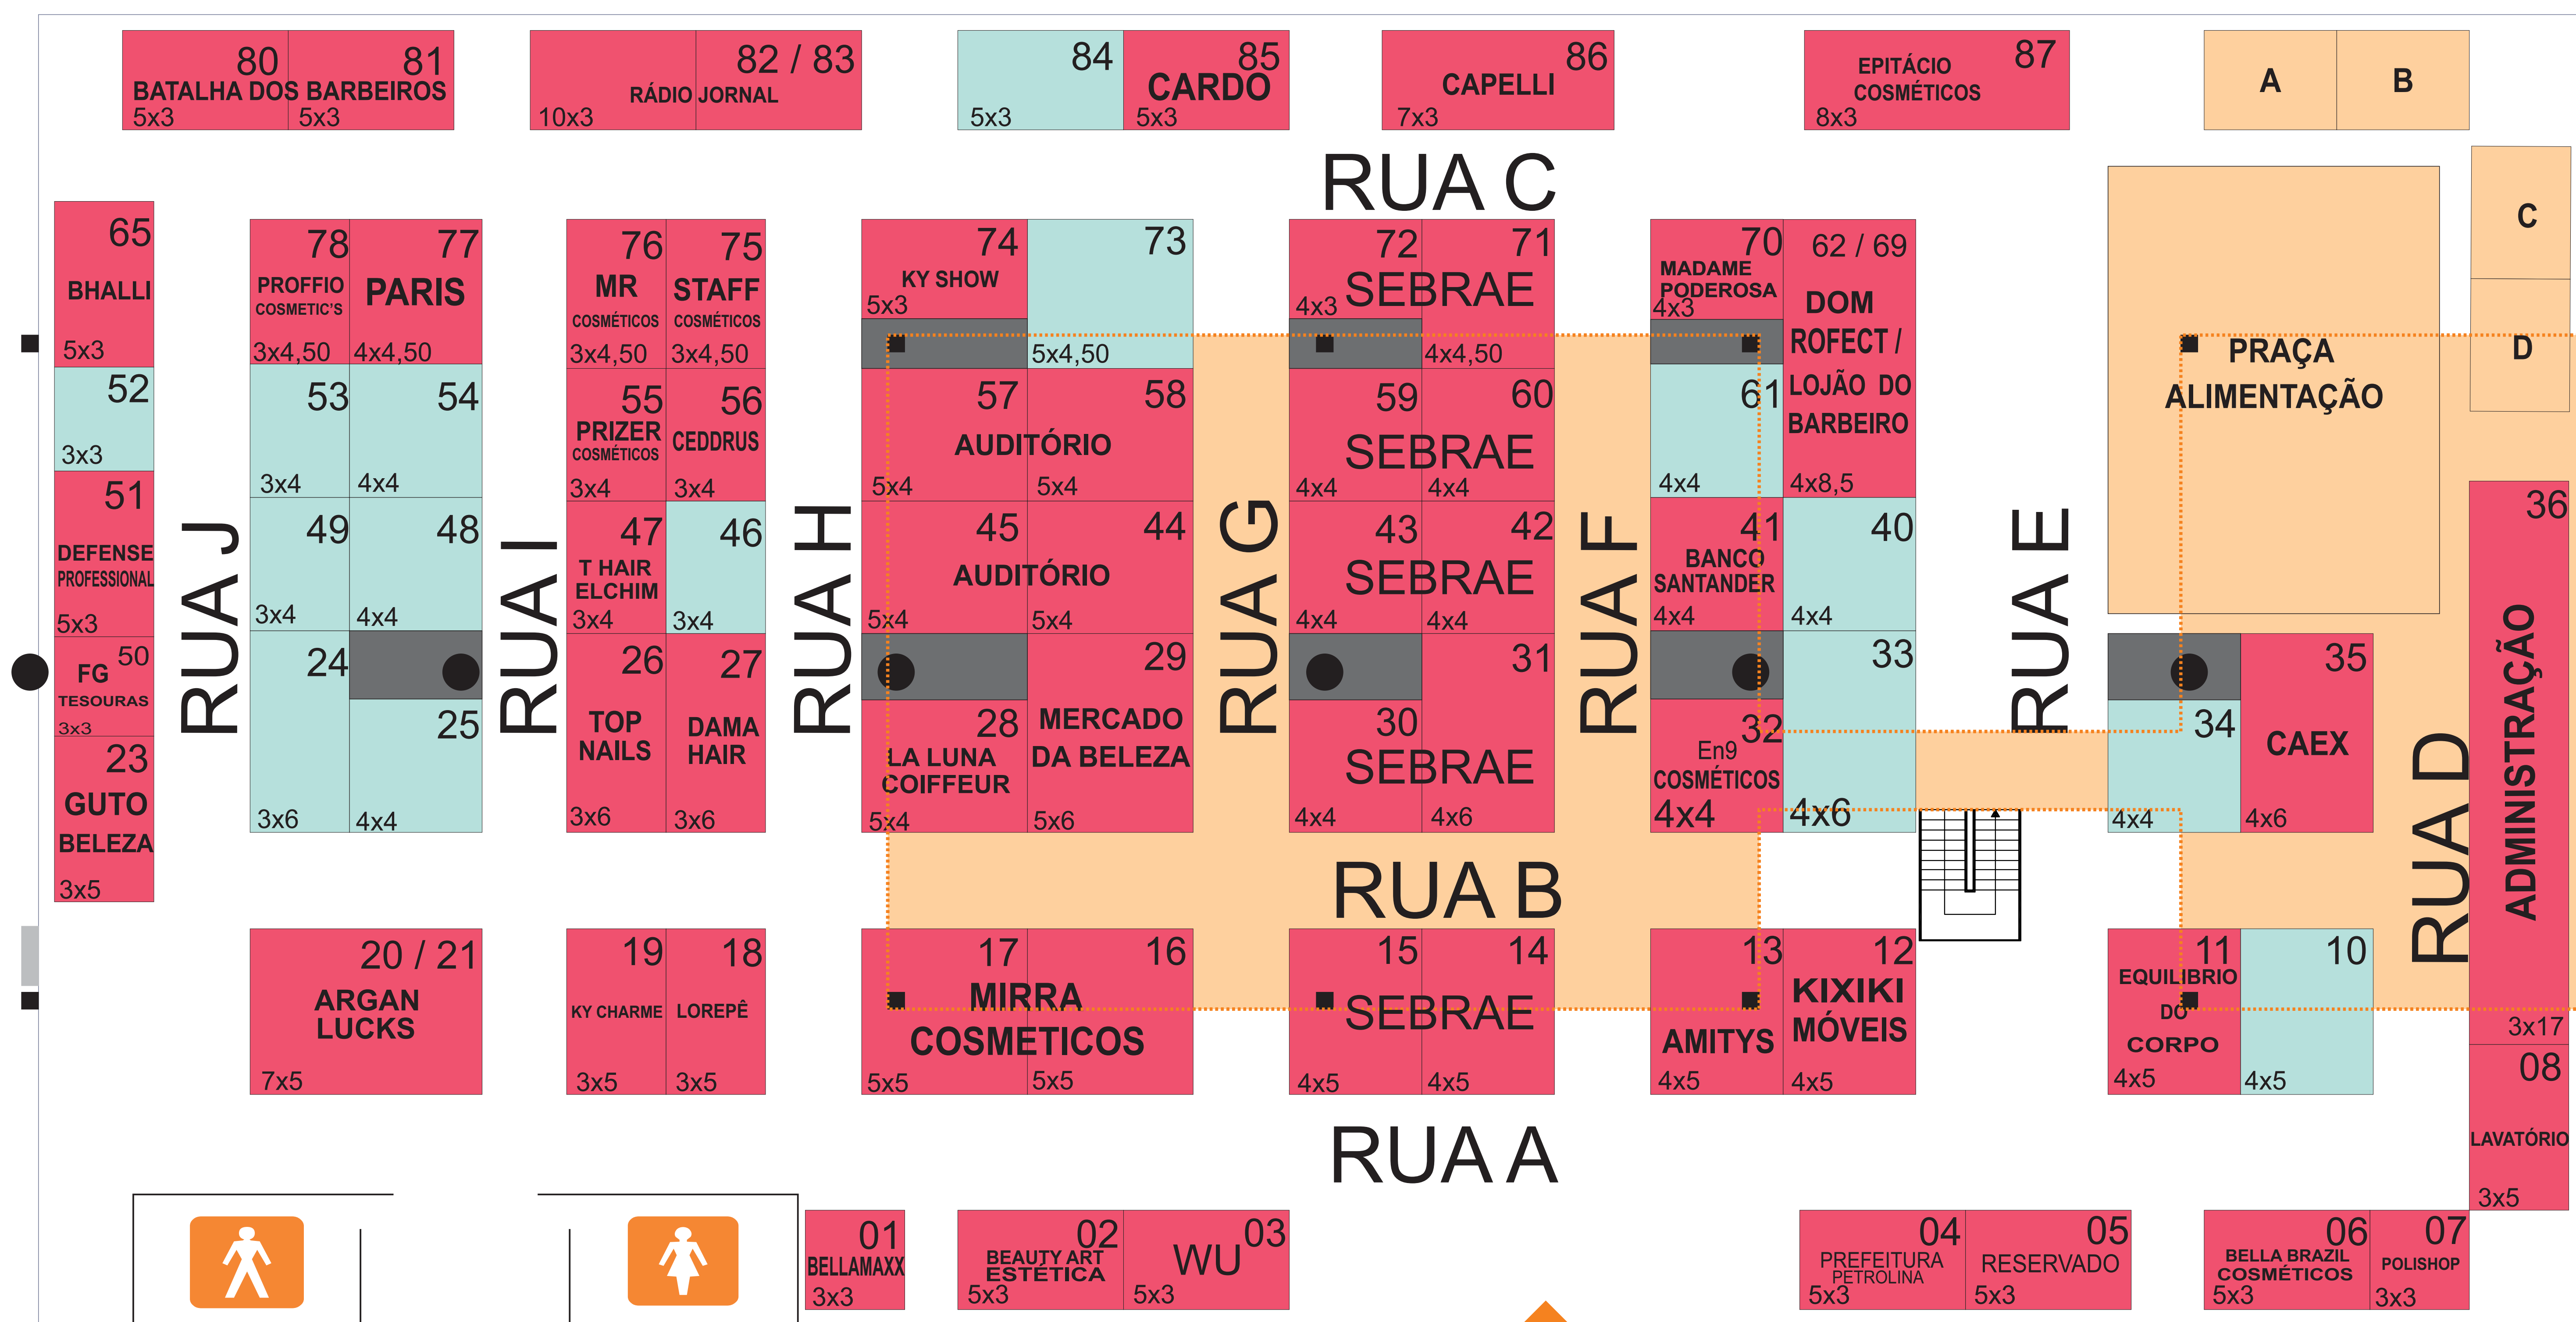 80
81
BATALHA DOS BARBEIROS
5x3
5x3
82 / 83
RÁDIO JORNAL
10x3
84
5x3
85
CARDO
5x3
86
CAPELLI
7x3
87
EPITÁCIO
COSMÉTICOS
8x3
A
B
C
D
RUA C
65
BHALLI
5x3
52
3x3
51
DEFENSE
PROFESSIONAL
5x3
50
FG
TESOURAS
3x3
23
GUTO
BELEZA
3x5
RUA J
78
PROFFIO
COSMETIC'S
3x4,50
77
PARIS
4x4,50
53
3x4
54
4x4
49
3x4
48
4x4
24
3x6
25
4x4
RUA I
76
MR
COSMÉTICOS
3x4,50
75
STAFF
COSMÉTICOS
3x4,50
55
PRIZER
COSMÉTICOS
3x4
56
CEDDRUS
3x4
47
T HAIR
ELCHIM
3x4
46
3x4
26
TOP
NAILS
3x6
27
DAMA
HAIR
3x6
RUA H
74
KY SHOW
5x3
73
5x4,50
57
58
AUDITÓRIO
5x4
5x4
45
44
AUDITÓRIO
5x4
5x4
28
LA LUNA
COIFFEUR
5x4
29
MERCADO
DA BELEZA
5x6
RUA G
72
71
SEBRAE
4x3
4x4,50
59
60
SEBRAE
4x4
4x4
43
42
SEBRAE
4x4
4x4
31
30
SEBRAE
4x4
4x6
RUA F
70
MADAME
PODEROSA
4x3
62 / 69
DOM
ROFECT /
LOJÃO DO
BARBEIRO
4x8,5
61
4x4
41
BANCO
SANTANDER
4x4
40
4x4
33
4x6
32
En9
COSMÉTICOS
4x4
RUA E
PRAÇA
ALIMENTAÇÃO
34
4x4
35
CAEX
4x6
RUA D
36
ADMINISTRAÇÃO
3x17
08
LAVATÓRIO
3x5
RUA B
20 / 21
ARGAN
LUCKS
7x5
19
KY CHARME
3x5
18
LOREPÊ
3x5
17
16
MIRRA
COSMETICOS
5x5
5x5
15
14
SEBRAE
4x5
4x5
13
AMITYS
4x5
12
KIXIKI
MÓVEIS
4x5
11
EQUILIBRIO
DO
CORPO
4x5
10
4x5
RUA A
01
BELLAMAXX
3x3
02
BEAUTY ART
ESTÉTICA
5x3
03
WU
5x3
04
PREFEITURA
PETROLINA
5x3
05
RESERVADO
5x3
06
BELLA BRAZIL
COSMÉTICOS
5x3
07
POLISHOP
3x3